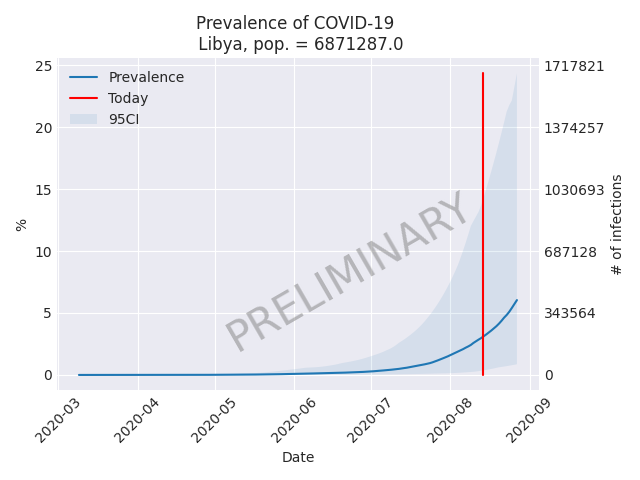 Prevalence of COVID-19
Libya, pop. = 6871287.0
Prevalence
Today
95CI
25
20
15
10
5
0
%
1717821
1374257
1030693
687128
343564
0
# of infections
PRELIMINARY
2020-03
2020-04
2020-05
2020-06
2020-07
2020-08
2020-09
Date